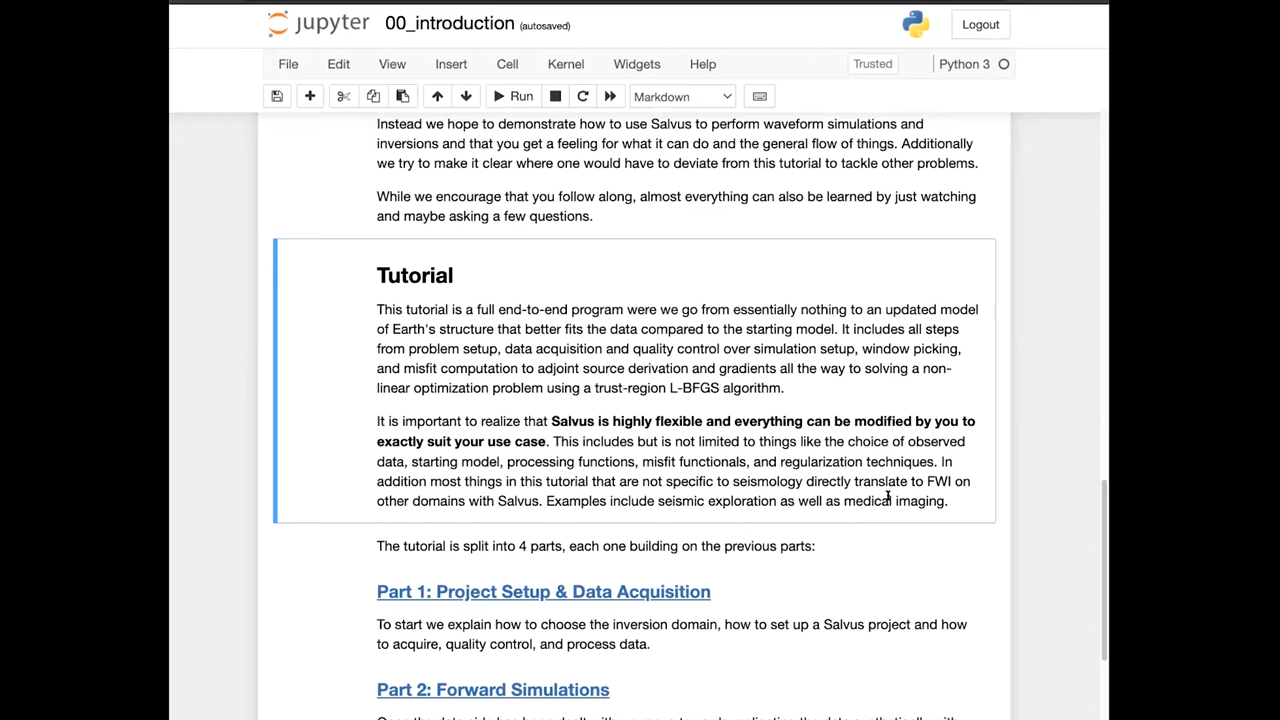 jupyter 00_introduction (autosaved) Logout
File Edit View Insert Cell Kernel Widgets Help Trusted Python 3
Run Markdown
Instead we hope to demonstrate how to use Salvus to perform waveform simulations and
inversions and that you get a feeling for what it can do and the general flow of things. Additionally
we try to make it clear where one would have to deviate from this tutorial to tackle other problems.
While we encourage that you follow along, almost everything can also be learned by just watching
and maybe asking a few questions.
Tutorial
This tutorial is a full end-to-end program were we go from essentially nothing to an updated model
of Earth's structure that better fits the data compared to the starting model. It includes all steps
from problem setup, data acquisition and quality control over simulation setup, window picking,
and misfit computation to adjoint source derivation and gradients all the way to solving a non-
linear optimization problem using a trust-region L-BFGS algorithm.
It is important to realize that Salvus is highly flexible and everything can be modified by you to
exactly suit your use case. This includes but is not limited to things like the choice of observed
data, starting model, processing functions, misfit functionals, and regularization techniques. In
addition most things in this tutorial that are not specific to seismology directly translate to FWI on
other domains with Salvus. Examples include seismic exploration as well as medical imaging.
The tutorial is split into 4 parts, each one building on the previous parts:
Part 1: Project Setup & Data Acquisition
To start we explain how to choose the inversion domain, how to set up a Salvus project and how
to acquire, quality control, and process data.
Part 2: Forward Simulations